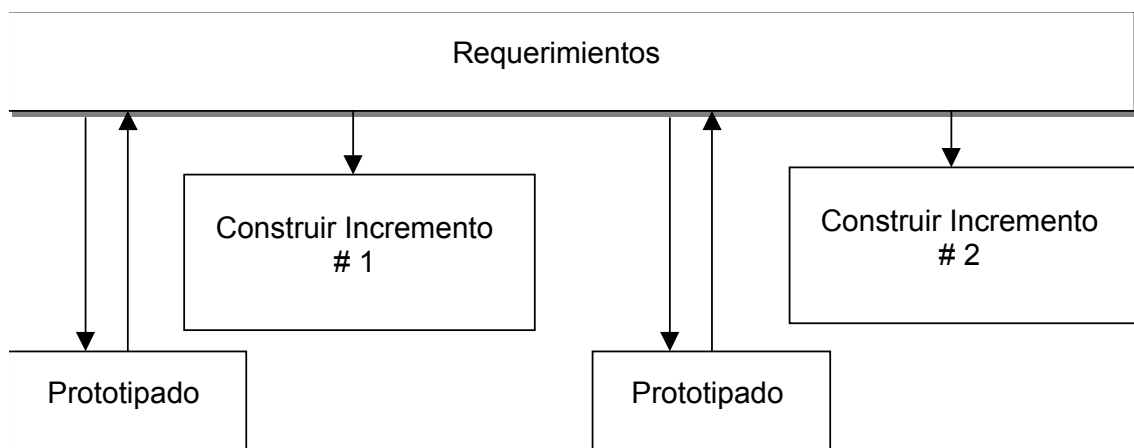 Requerimientos
Construir Incremento
# 1
Construir Incremento
# 2
Prototipado
Prototipado